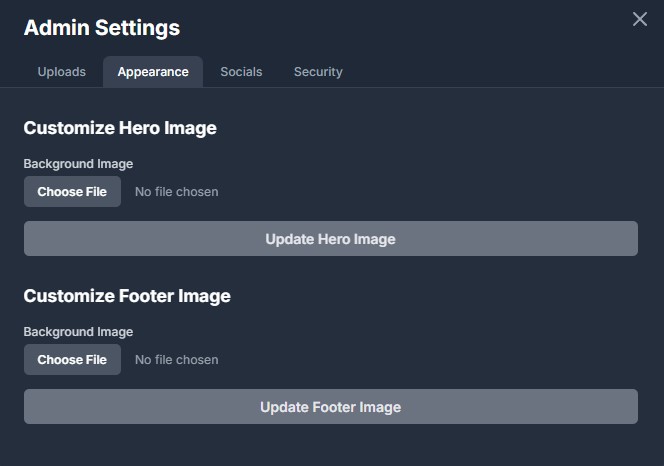 Admin Settings
Uploads Appearance Socials Security
Customize Hero Image
Background Image
Choose File No file chosen
Update Hero Image
Customize Footer Image
Background Image
Choose File No file chosen
Update Footer Image